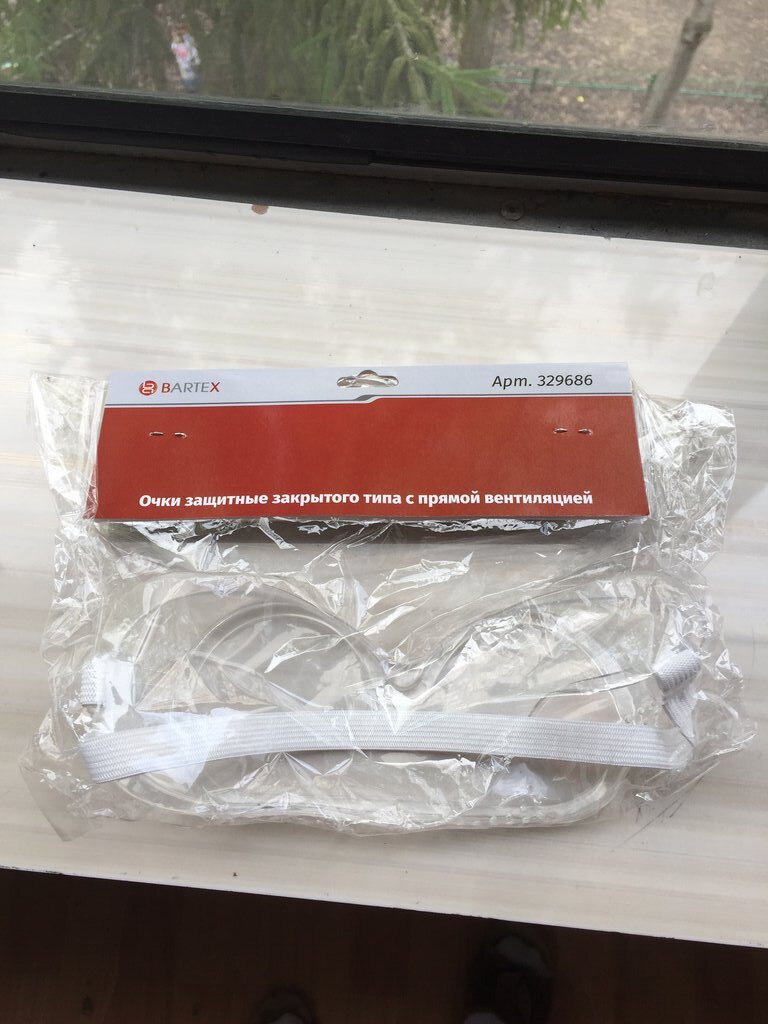 BARTEX
Арт. 329686
Очки защитные закрытого типа с прямой вентиляцией